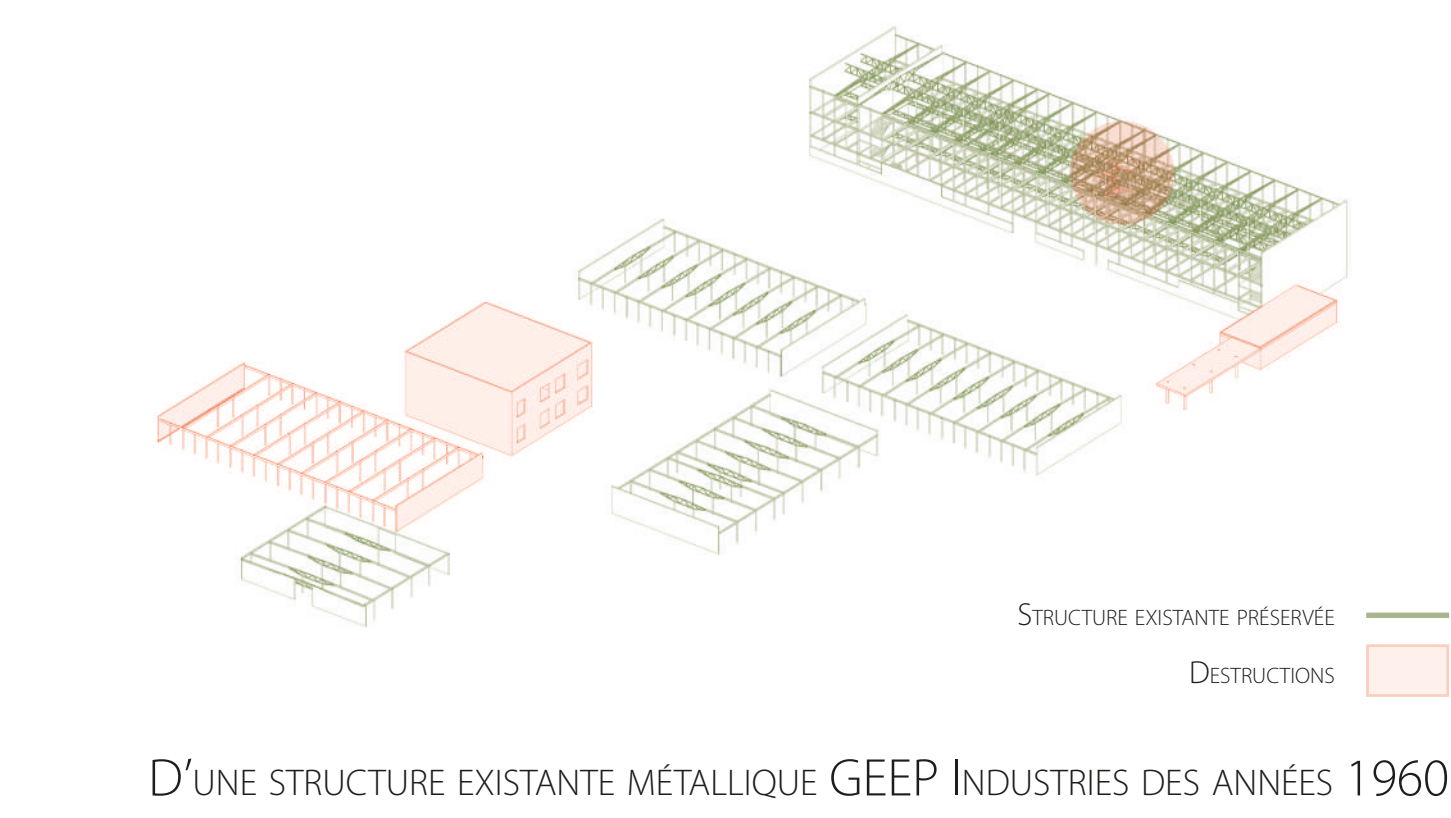 Structure existante préservée
Destructions
D'une structure existante métallique GEEP Industries des années 1960